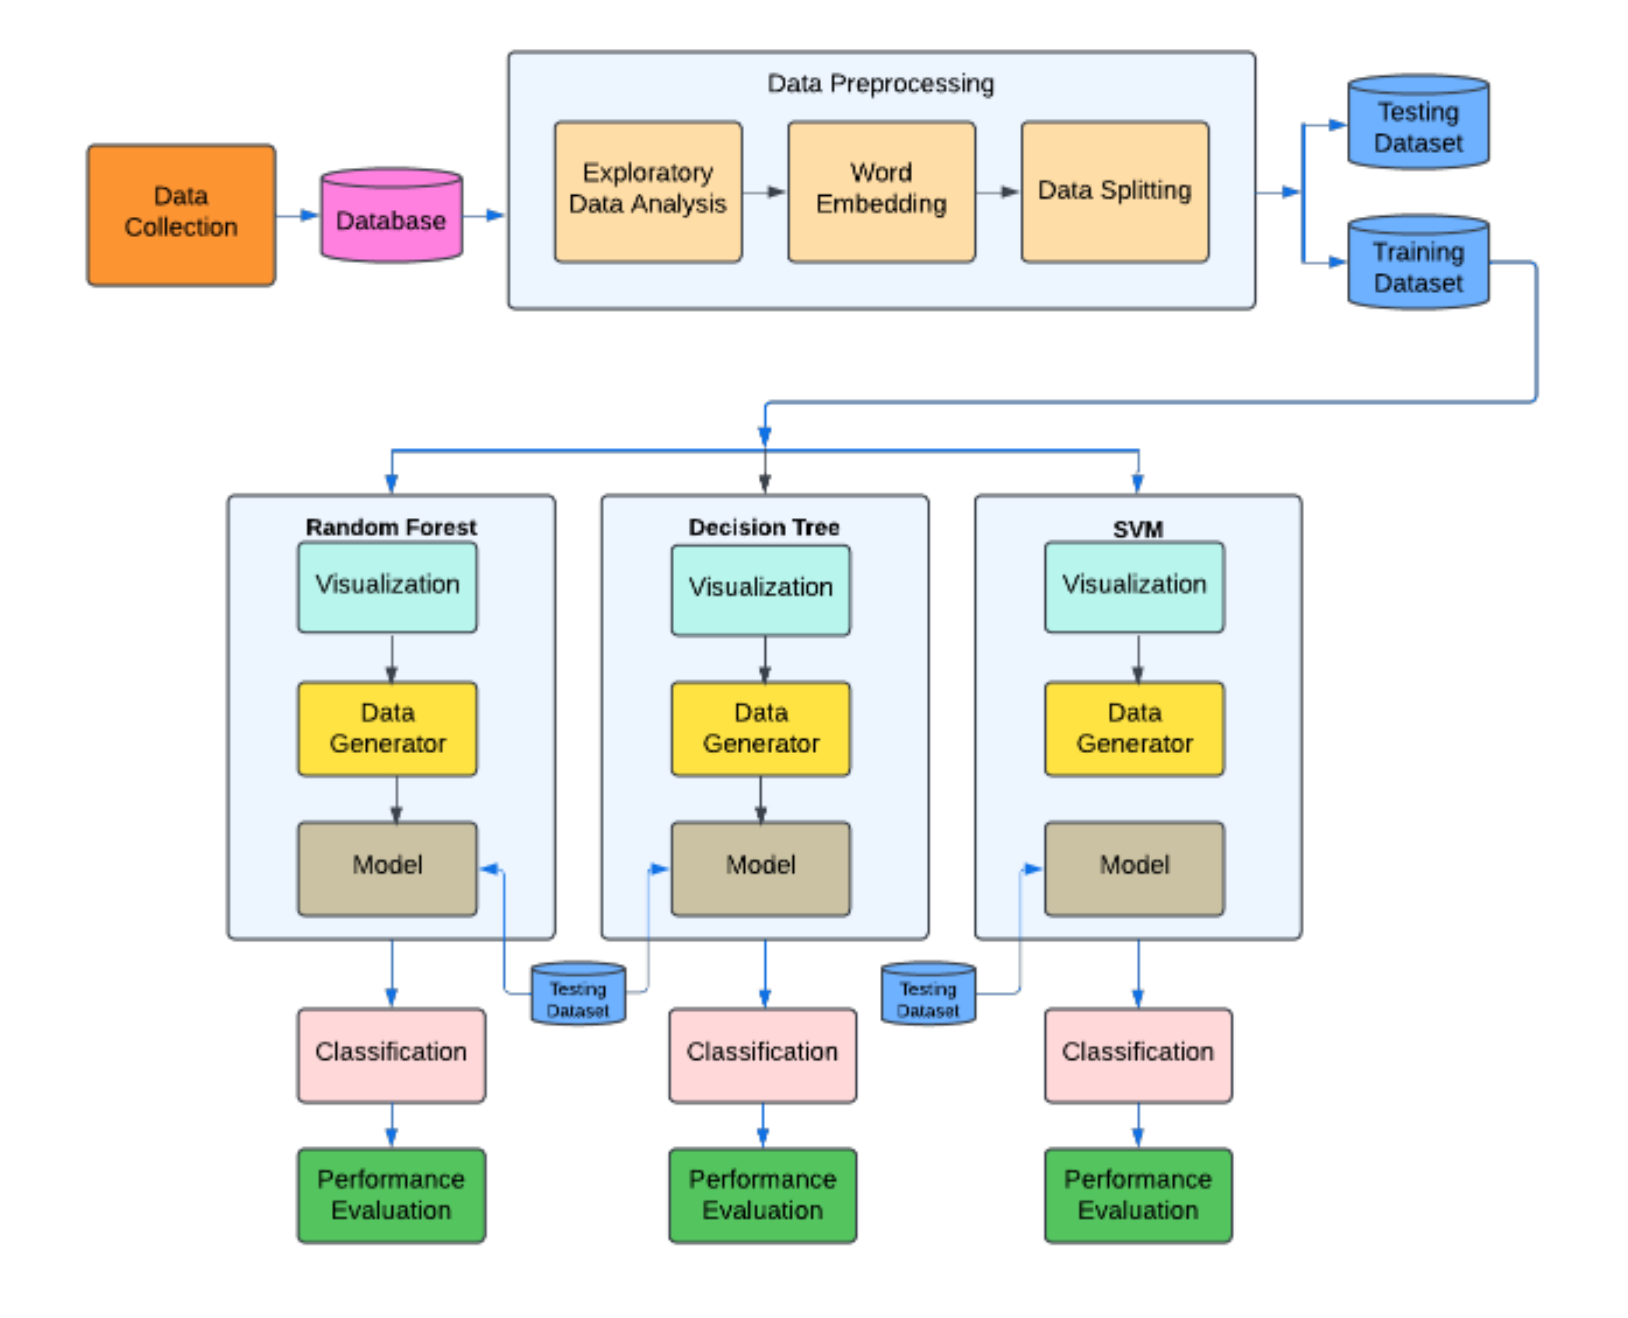 Data Preprocessing
Data
Collection
Database
Exploratory
Data Analysis
Word
Embedding
Data Splitting
Testing
Dataset
Training
Dataset
Random Forest
Visualization
Data
Generator
Model
Decision Tree
Visualization
Data
Generator
Model
SVM
Visualization
Data
Generator
Model
Testing
Dataset
Testing
Dataset
Classification
Classification
Classification
Performance
Evaluation
Performance
Evaluation
Performance
Evaluation